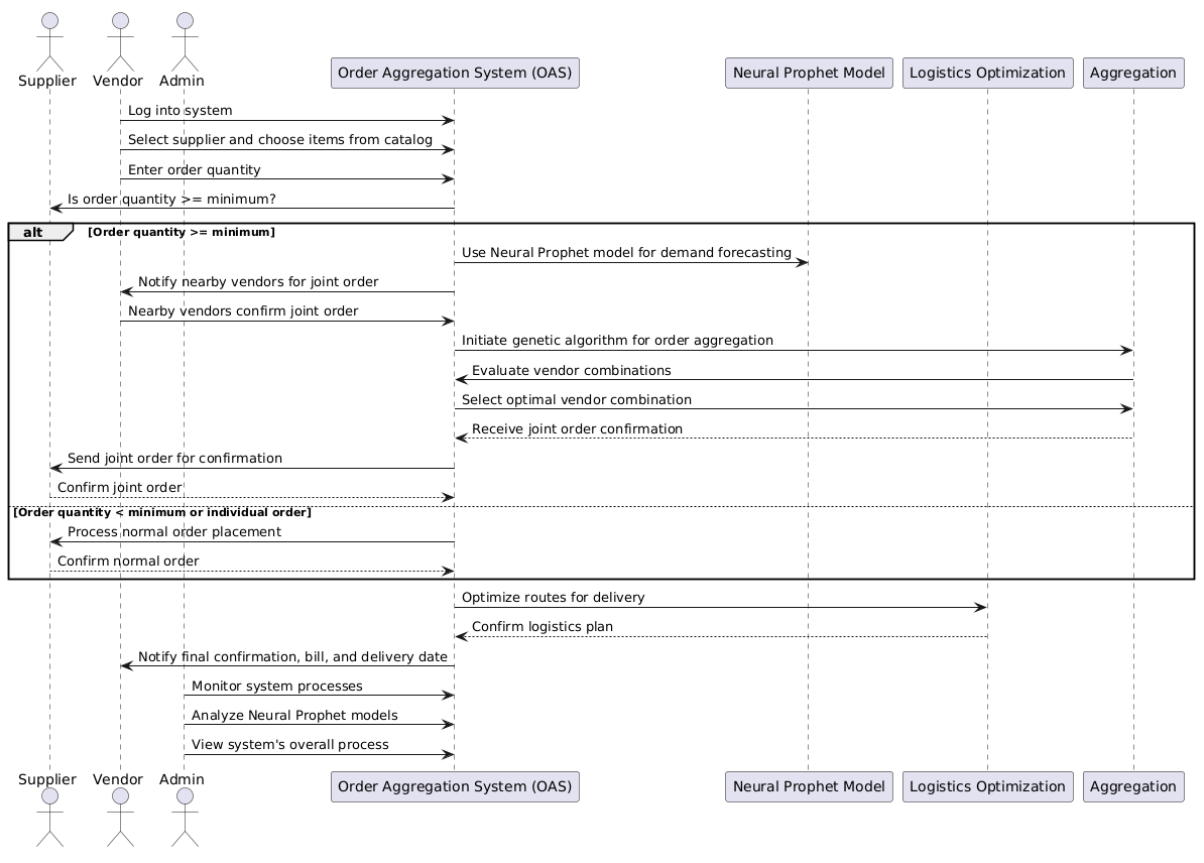 Supplier Vendor Admin Order Aggregation System (OAS) Neural Prophet Model Logistics Optimization Aggregation
Log into system
Select supplier and choose items from catalog
Enter order quantity
Is order quantity >= minimum?
alt [Order quantity >= minimum]
Use Neural Prophet model for demand forecasting
Notify nearby vendors for joint order
Nearby vendors confirm joint order
Initiate genetic algorithm for order aggregation
Evaluate vendor combinations
Select optimal vendor combination
Receive joint order confirmation
Send joint order for confirmation
Confirm joint order
[Order quantity < minimum or individual order]
Process normal order placement
Confirm normal order
Optimize routes for delivery
Confirm logistics plan
Notify final confirmation, bill, and delivery date
Monitor system processes
Analyze Neural Prophet models
View system's overall process
Supplier Vendor Admin Order Aggregation System (OAS) Neural Prophet Model Logistics Optimization Aggregation